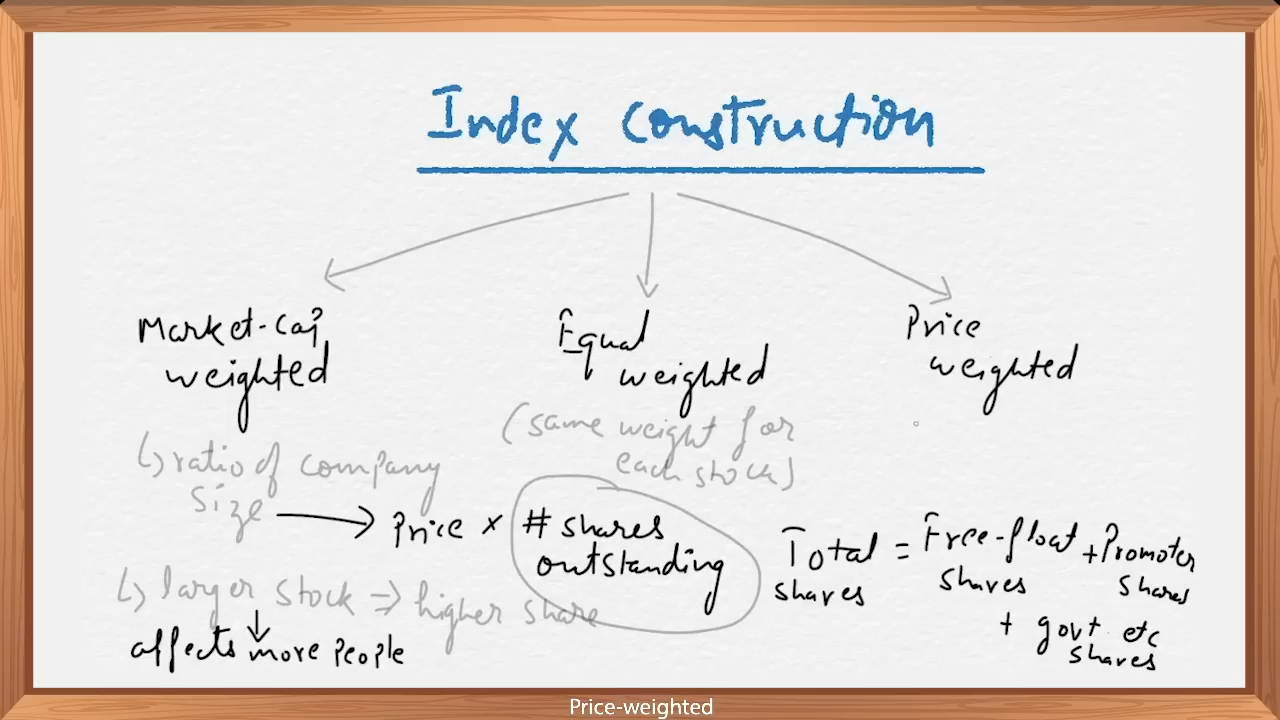 Index Construction
Market-Cap
weighted
Equal
weighted
Price
weighted
(same weight for
each stock)
↳ ratio of company
size → Price × # shares
outstanding
Total = Free-float + Promoter
shares shares shares
+ govt etc
shares
↳ larger stock ⇒ higher share
↓
affects more People
Price-weighted